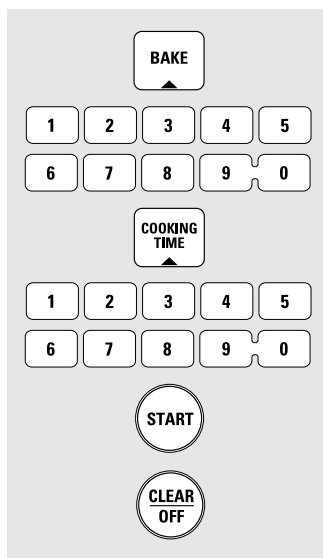 BAKE
1 2 3 4 5
6 7 8 9 0
COOKING
TIME
1 2 3 4 5
6 7 8 9 0
START
CLEAR
OFF